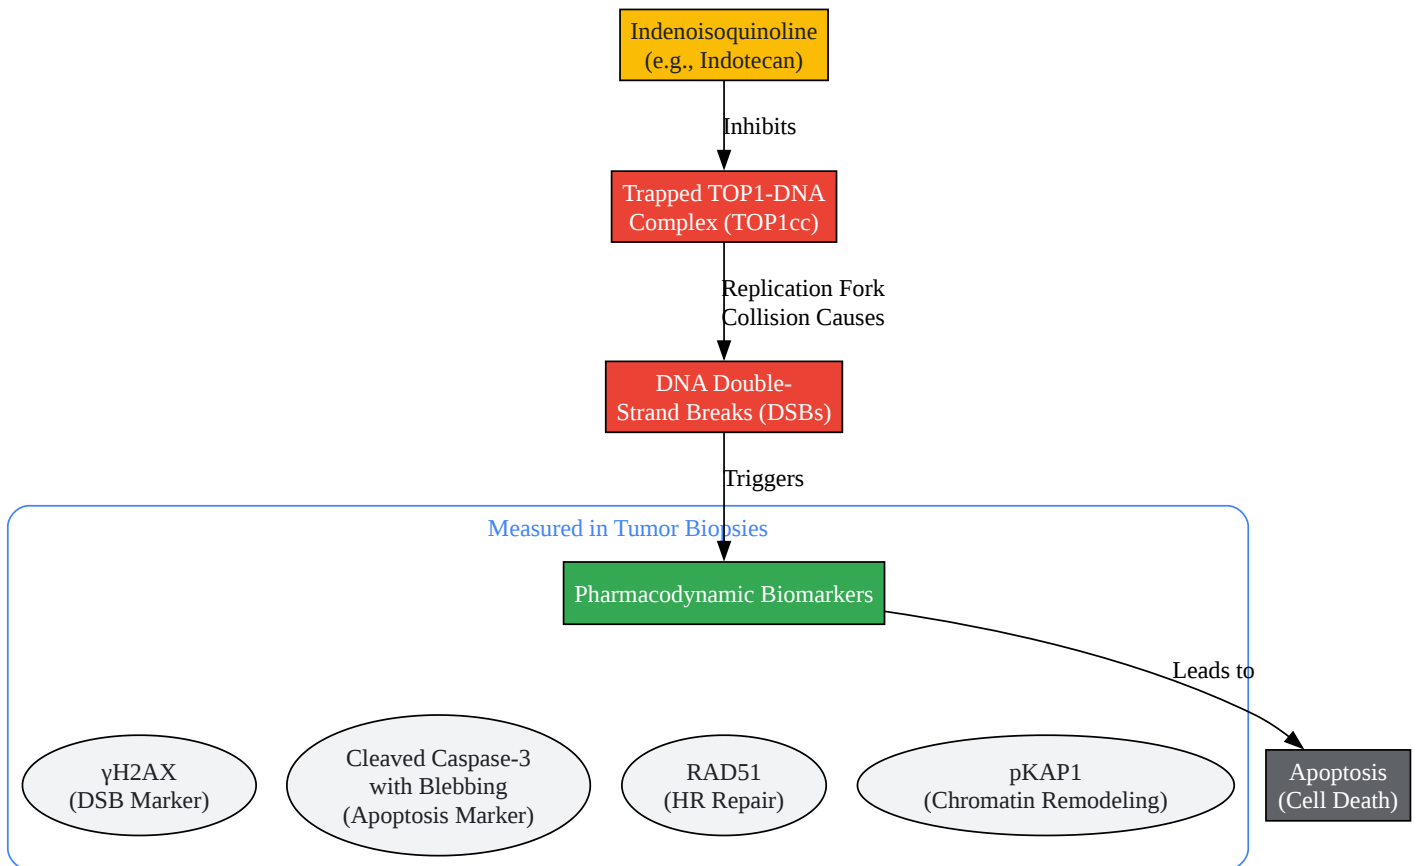 Indenoisoquinoline
(e.g., Indotecan)
Inhibits
Trapped TOP1-DNA
Complex (TOP1cc)
Replication Fork
Collision Causes
DNA Double-
Strand Breaks (DSBs)
Triggers
Measured in Tumor Biopsies
Pharmacodynamic Biomarkers
Leads to
γH2AX
(DSB Marker)
Cleaved Caspase-3
with Blebbing
(Apoptosis Marker)
RAD51
(HR Repair)
pKAP1
(Chromatin Remodeling)
Apoptosis
(Cell Death)